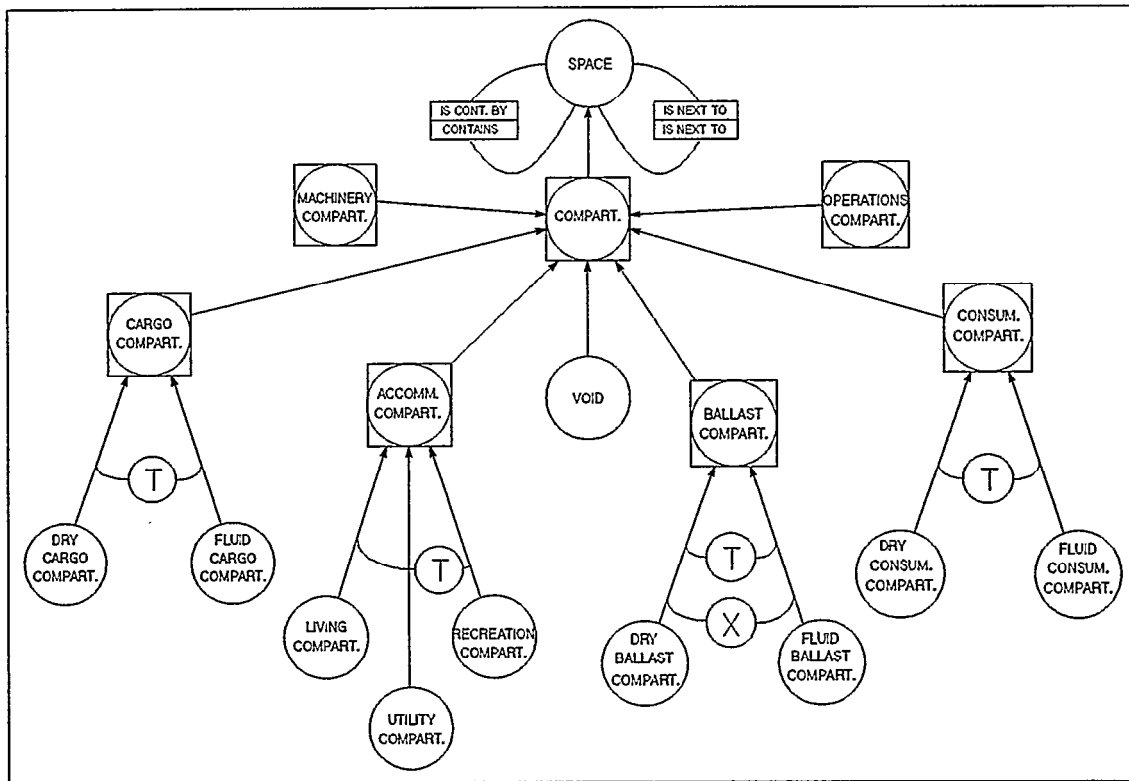 SPACE
IS CONT. BY
CONTAINS
IS NEXT TO
IS NEXT TO
MACHINERY
COMPART.
COMPART.
OPERATIONS
COMPART.
CARGO
COMPART.
CONSUM.
COMPART.
ACCOMM.
COMPART.
VOID
BALLAST
COMPART.
T
T
T
T
X
DRY
CARGO
COMPART.
FLUID
CARGO
COMPART.
LIVING
COMPART.
UTILITY
COMPART.
RECREATION
COMPART.
DRY
BALLAST
COMPART.
FLUID
BALLAST
COMPART.
DRY
CONSUM.
COMPART.
FLUID
CONSUM.
COMPART.